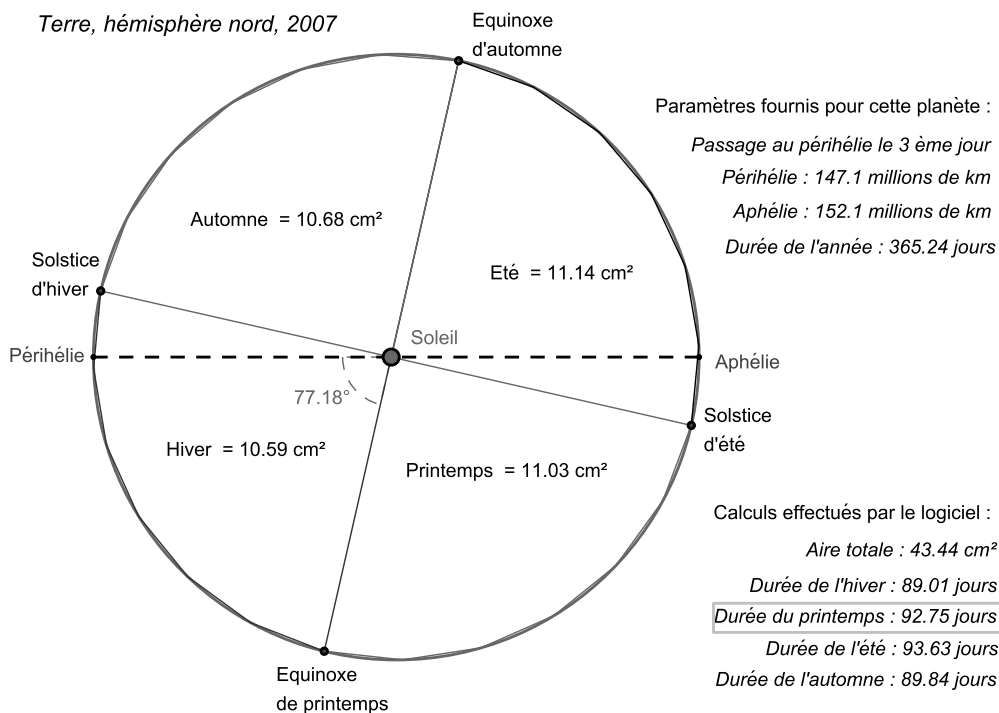 Terre, hémisphère nord, 2007
Equinoxe
d'automne
Paramètres fournis pour cette planète :
Passage au périhélie le 3 ème jour
Périhélie : 147.1 millions de km
Aphélie : 152.1 millions de km
Durée de l'année : 365.24 jours
Automne = 10.68 cm²
Solstice
d'hiver
Eté = 11.14 cm²
Soleil
Périhélie
Aphélie
77.18°
Solstice
d'été
Hiver = 10.59 cm²
Printemps = 11.03 cm²
Calculs effectués par le logiciel :
Aire totale : 43.44 cm²
Durée de l'hiver : 89.01 jours
Durée du printemps : 92.75 jours
Durée de l'été : 93.63 jours
Durée de l'automne : 89.84 jours
Equinoxe
de printemps